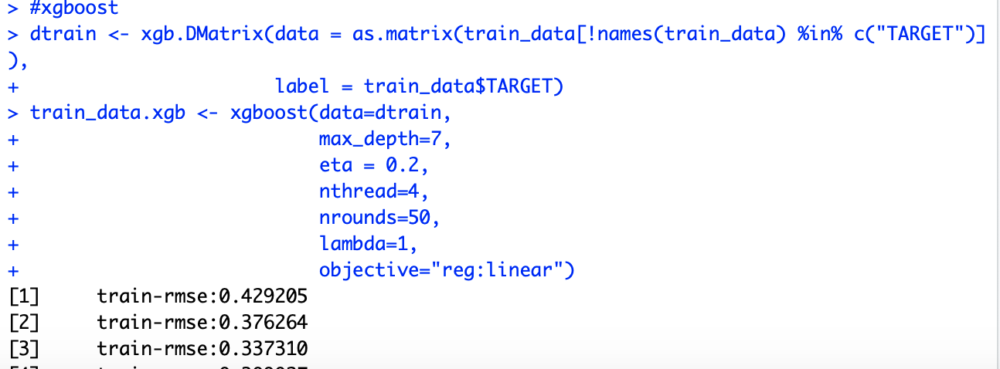 > #xgboost
> dtrain <- xgb.DMatrix(data = as.matrix(train_data[!names(train_data) %in% c("TARGET")]
),
+                        label = train_data$TARGET)
> train_data.xgb <- xgboost(data=dtrain,
+                            max_depth=7,
+                            eta = 0.2,
+                            nthread=4,
+                            nrounds=50,
+                            lambda=1,
+                            objective="reg:linear")
[1]     train-rmse:0.429205
[2]     train-rmse:0.376264
[3]     train-rmse:0.337310